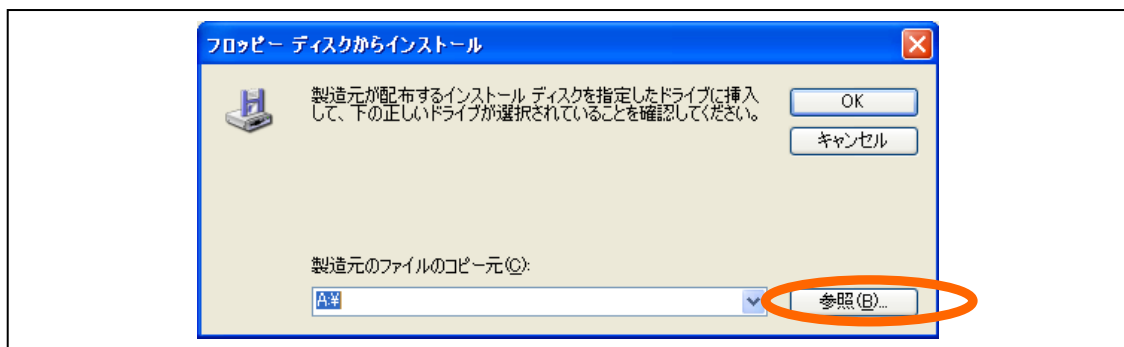 フロッピー ディスクからインストール
製造元が配布するインストール ディスクを指定したドライブに挿入
して、下の正しいドライブが選択されていることを確認してください。
OK
キャンセル
製造元のファイルのコピー元(C):
A:¥
参照(B)...